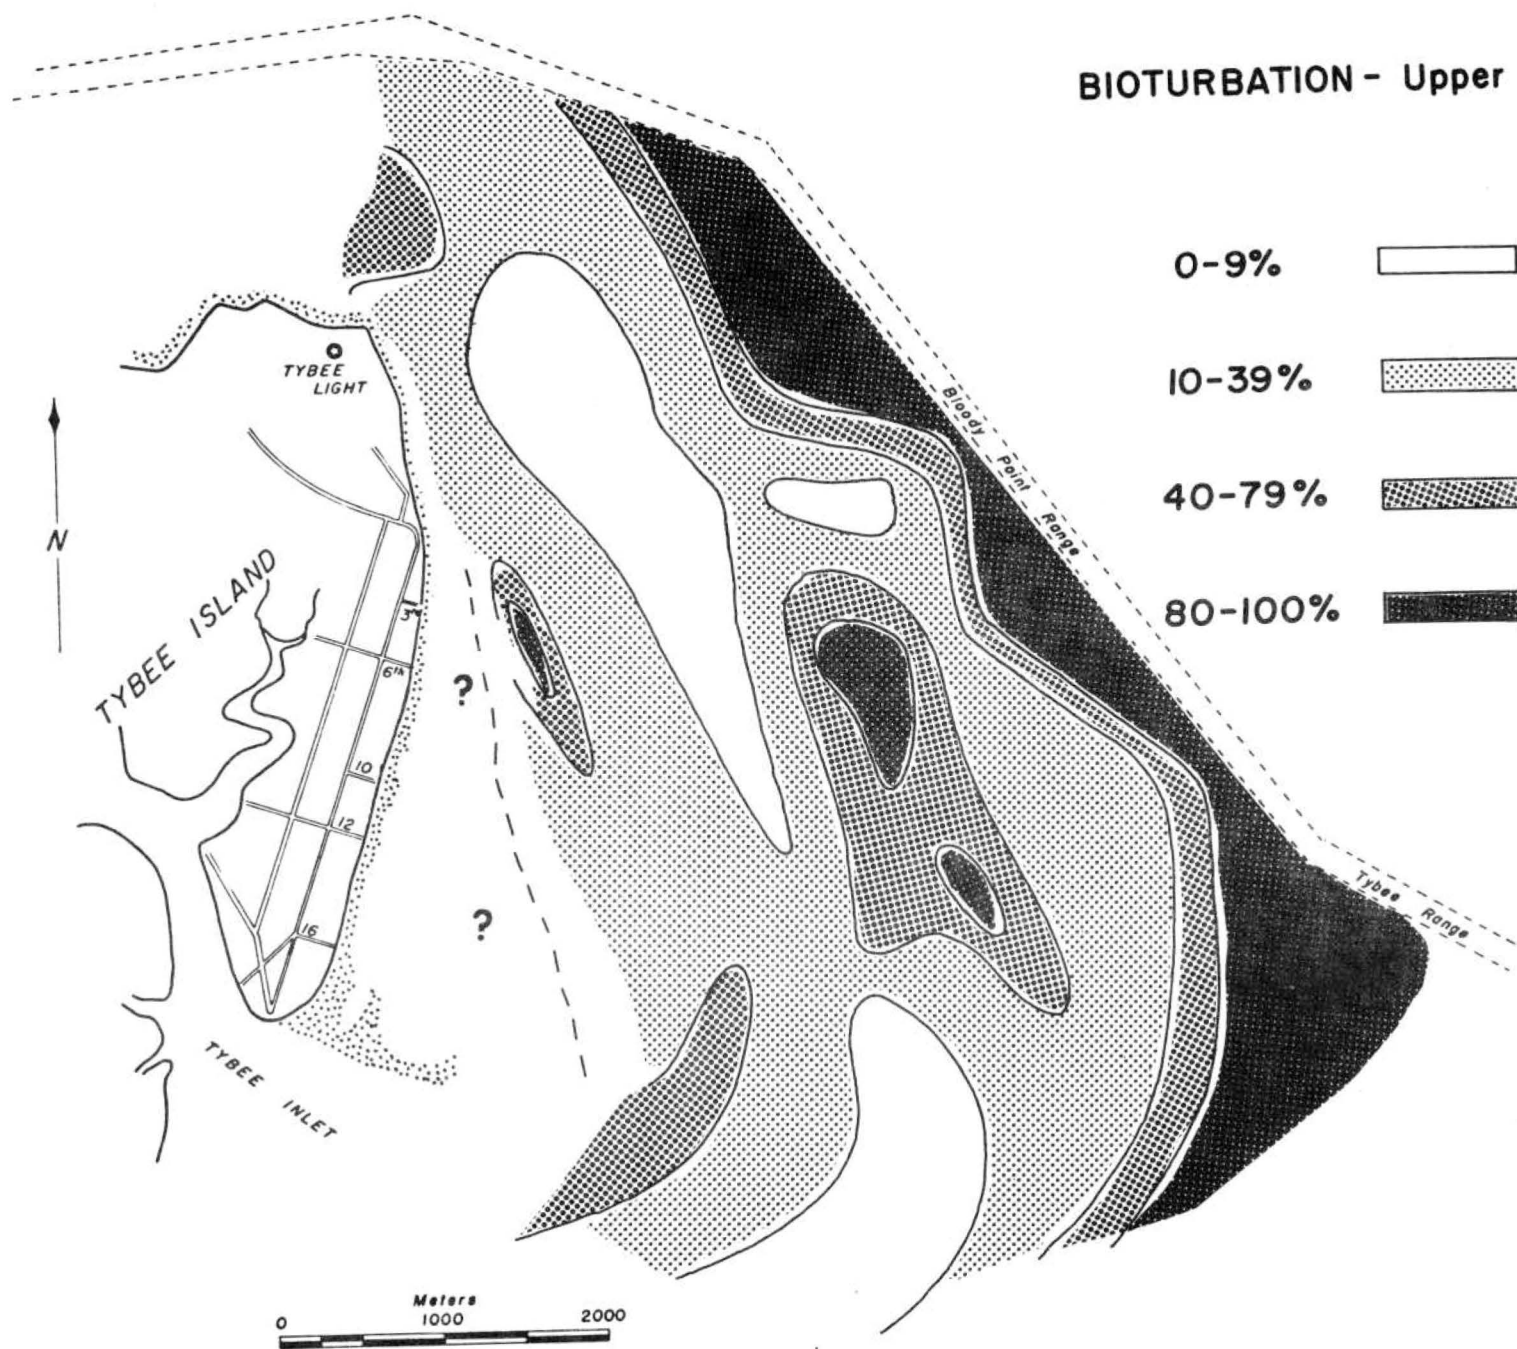 BIOTURBATION - Upper
0-9%
10-39%
40-79%
80-100%
TYBEE
LIGHT
N
TYBEE ISLAND
3rd
6th
10
12
16
?
?
Bloody Point Range
Tybee Range
TYBEE INLET
Meters
0 1000 2000